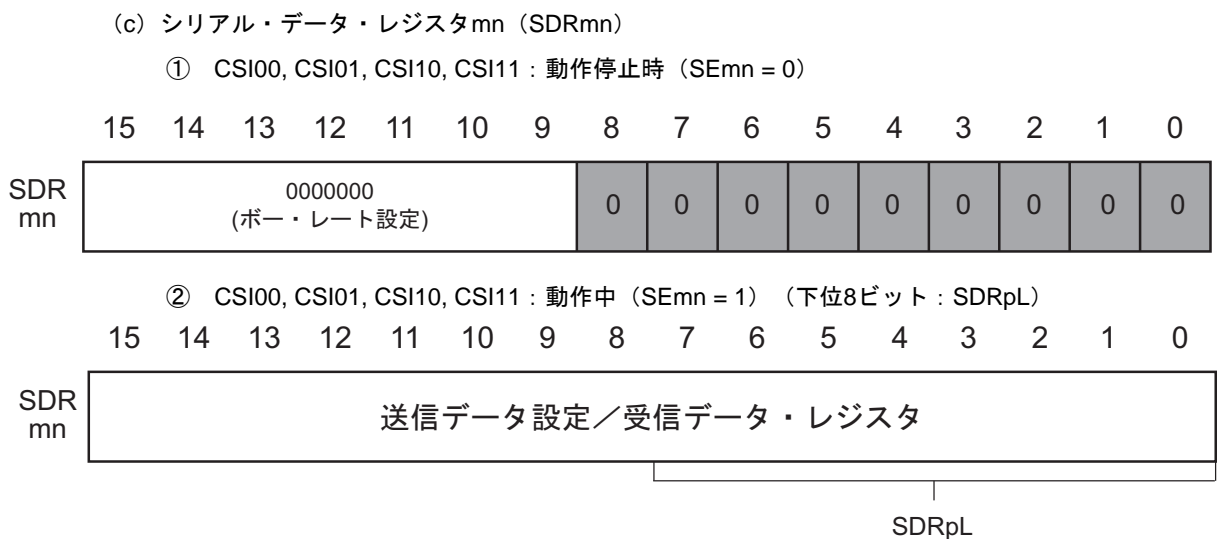 （c）シリアル・データ・レジスタmn（SDRmn）
① CSI00, CSI01, CSI10, CSI11：動作停止時（SEmn = 0）
15 14 13 12 11 10 9 8 7 6 5 4 3 2 1 0
SDR
mn
0000000
(ボー・レート設定)
0 0 0 0 0 0 0 0 0
② CSI00, CSI01, CSI10, CSI11：動作中（SEmn = 1）（下位8ビット：SDRpL）
15 14 13 12 11 10 9 8 7 6 5 4 3 2 1 0
SDR
mn
送信データ設定／受信データ・レジスタ
SDRpL